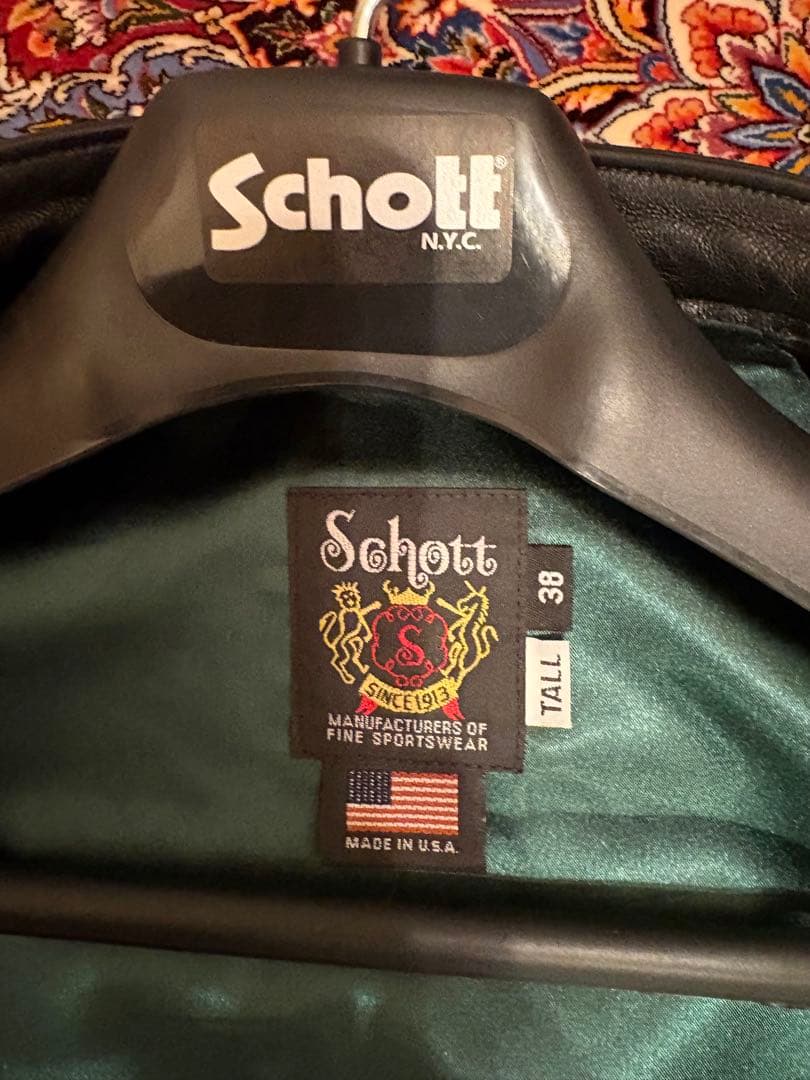 Schott®
N.Y.C.
Schott
S
SINCE 1913
MANUFACTURERS OF
FINE SPORTSWEAR
38
TALL
MADE IN U.S.A.